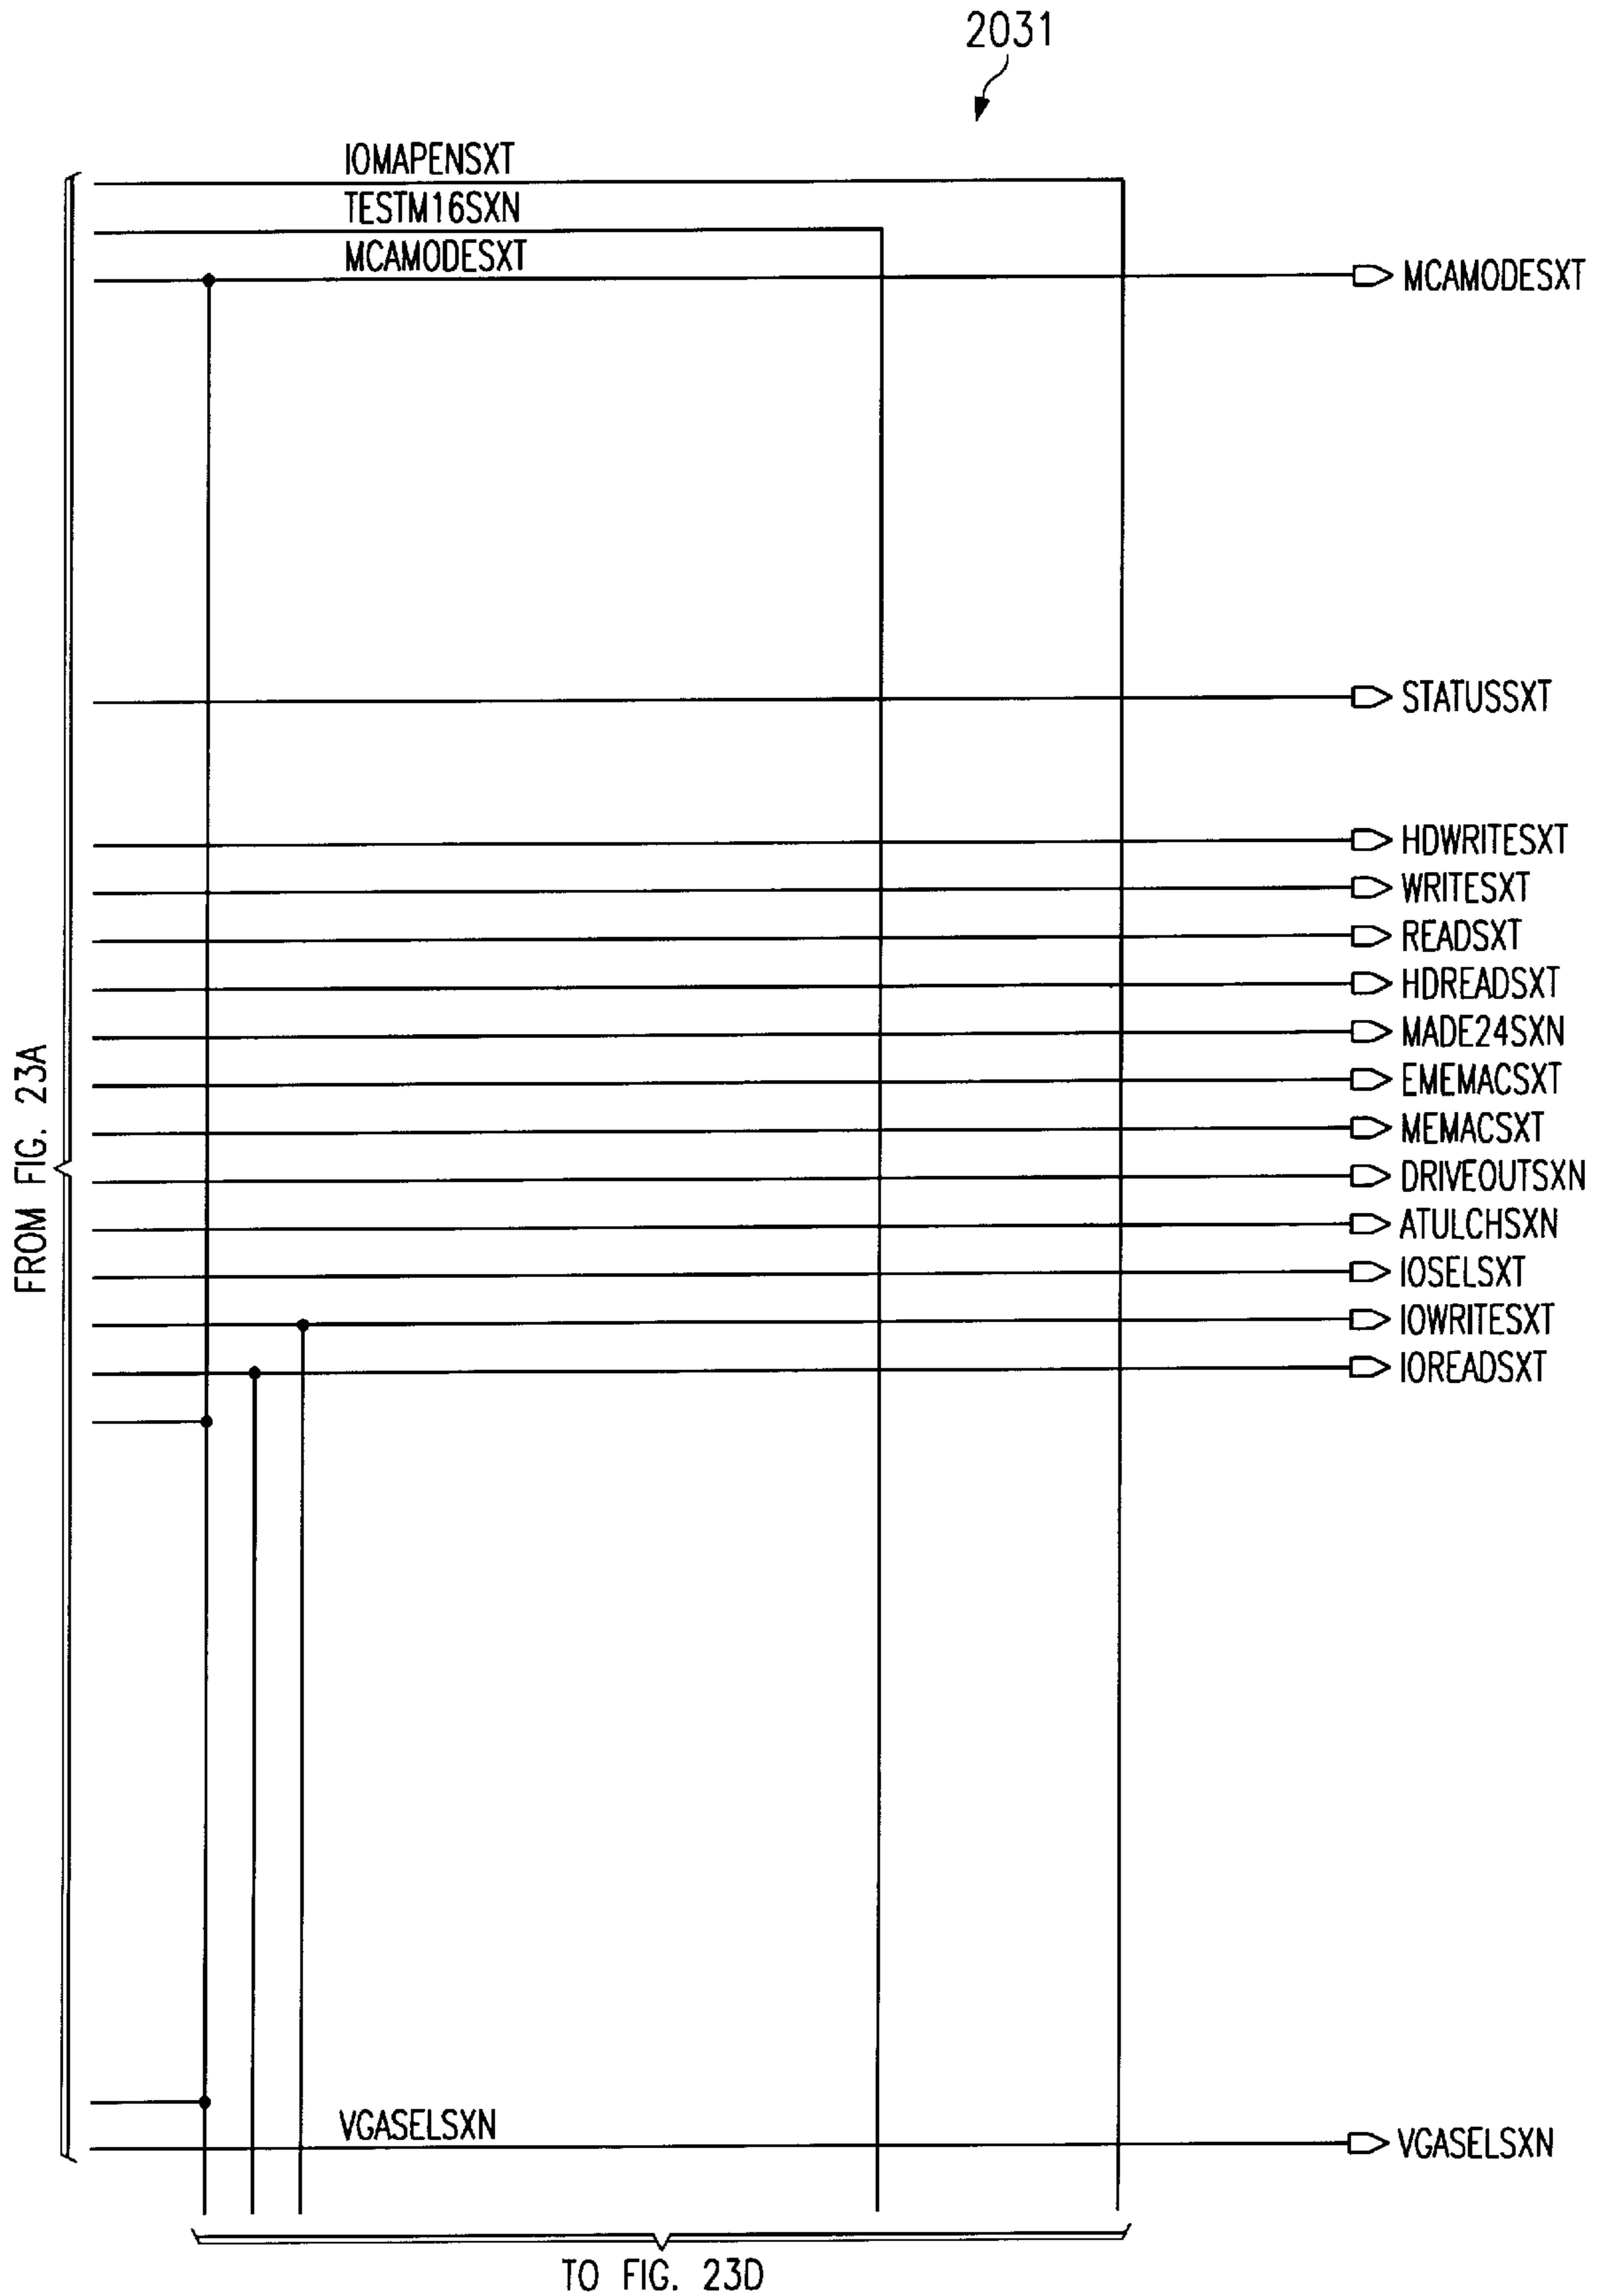 2031
IOMAPENSXT
TESTM16SXN
MCAMODESXT
MCAMODESXT
STATUSSXT
HDWRITESXT
WRITESXT
READSXT
HDREADSXT
MADE24SXN
EMEMACSXT
MEMACSXT
DRIVEOUTSXN
ATULCHSXN
IOSELSXT
IOWRITESXT
IOREADSXT
FROM FIG. 23A
VGASELSXN
VGASELSXN
TO FIG. 23D